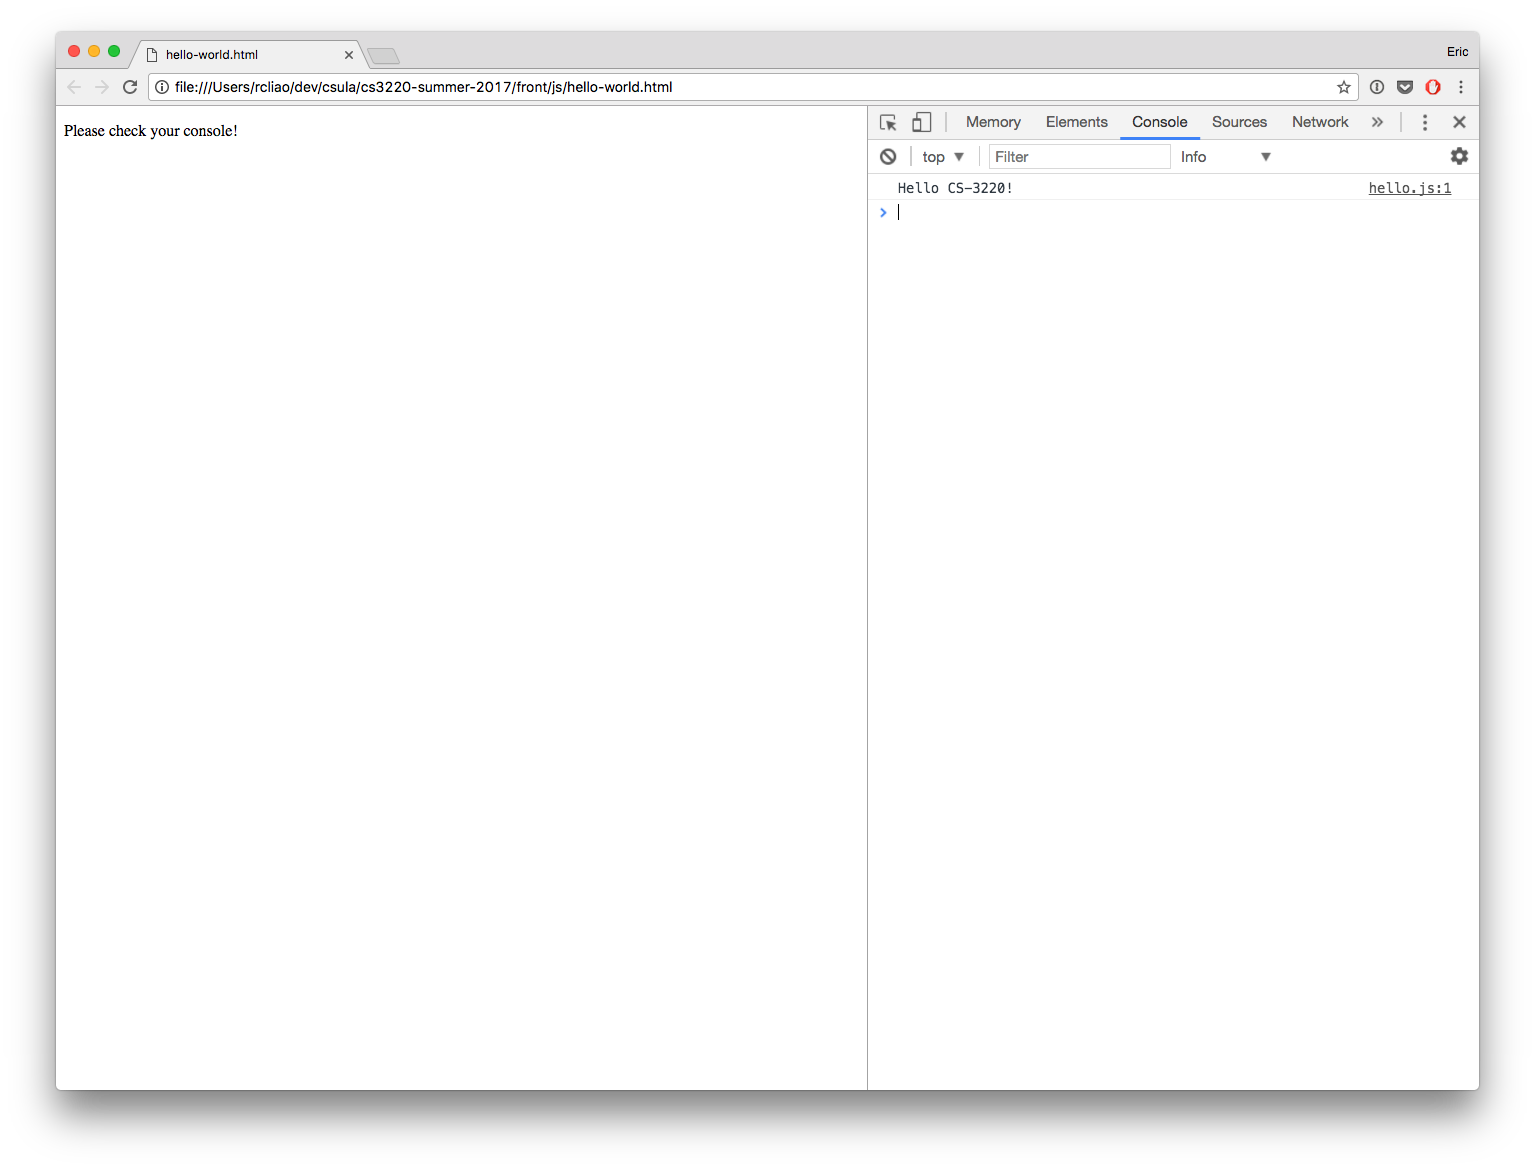 hello-world.html
Eric
file:///Users/rcliao/dev/csula/cs3220-summer-2017/front/js/hello-world.html
Please check your console!
Memory Elements Console Sources Network
top Filter Info
Hello CS-3220! hello.js:1